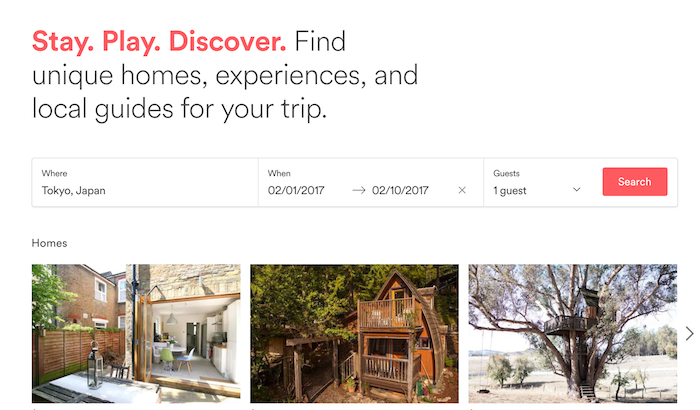 Stay. Play. Discover. Find
unique homes, experiences, and
local guides for your trip.
Where
Tokyo, Japan
When
02/01/2017
02/10/2017
Guests
1 guest
Search
Homes